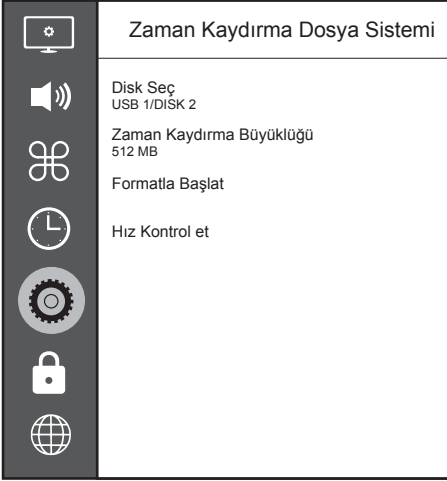 Zaman Kaydırma Dosya Sistemi
Disk Seç
USB 1/DISK 2
Zaman Kaydırma Büyüklüğü
512 MB
Formatla Başlat
Hız Kontrol et